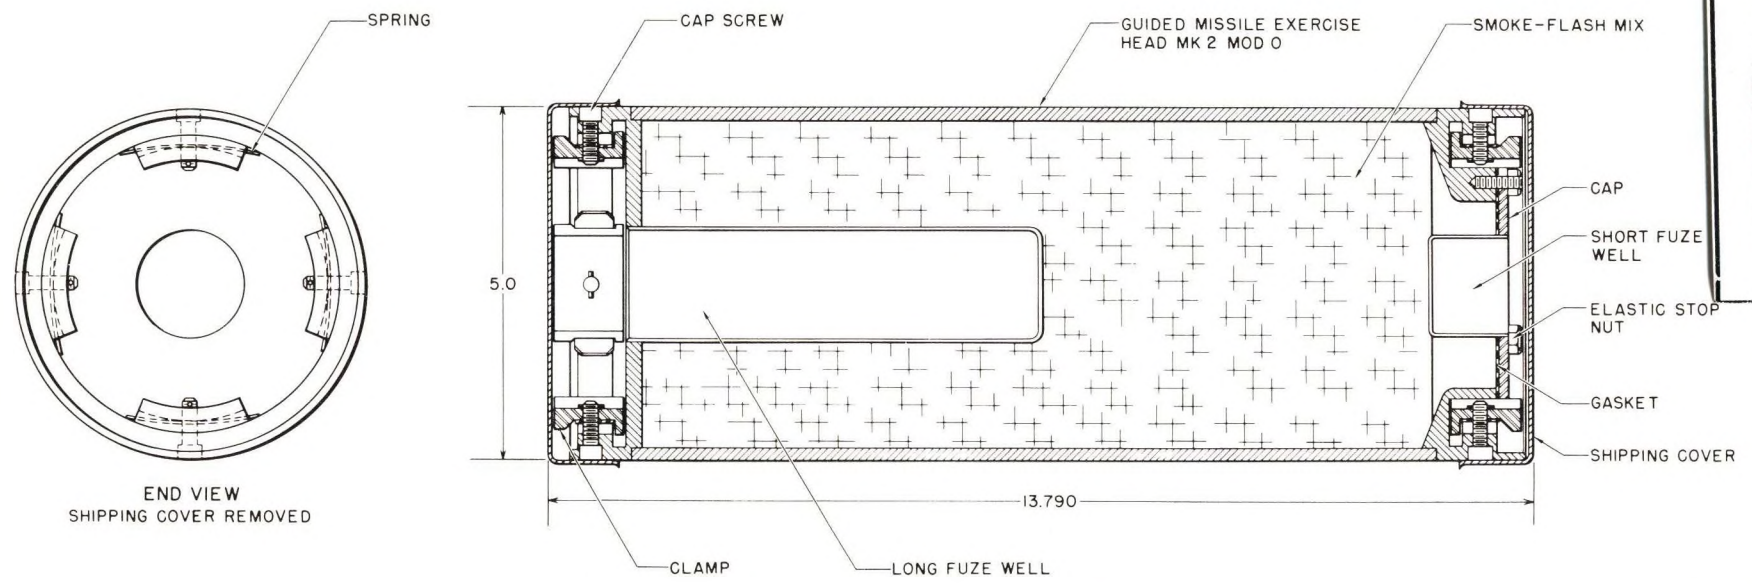 SPRING
CAP SCREW
GUIDED MISSILE EXERCISE
HEAD MK 2 MOD 0
SMOKE-FLASH MIX
CAP
SHORT FUZE
WELL
5.0
ELASTIC STOP
NUT
GASKET
SHIPPING COVER
END VIEW
SHIPPING COVER REMOVED
13.790
CLAMP
LONG FUZE WELL